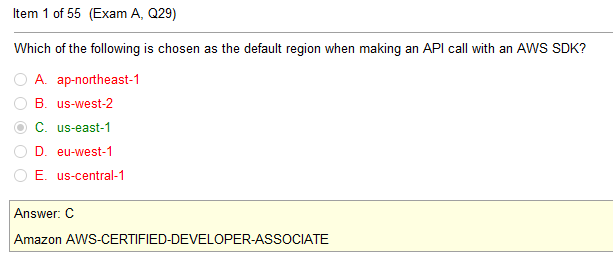 Item 1 of 55 (Exam A, Q29)
Which of the following is chosen as the default region when making an API call with an AWS SDK?
A. ap-northeast-1
B. us-west-2
C. us-east-1
D. eu-west-1
E. us-central-1
Answer: C
Amazon AWS-CERTIFIED-DEVELOPER-ASSOCIATE